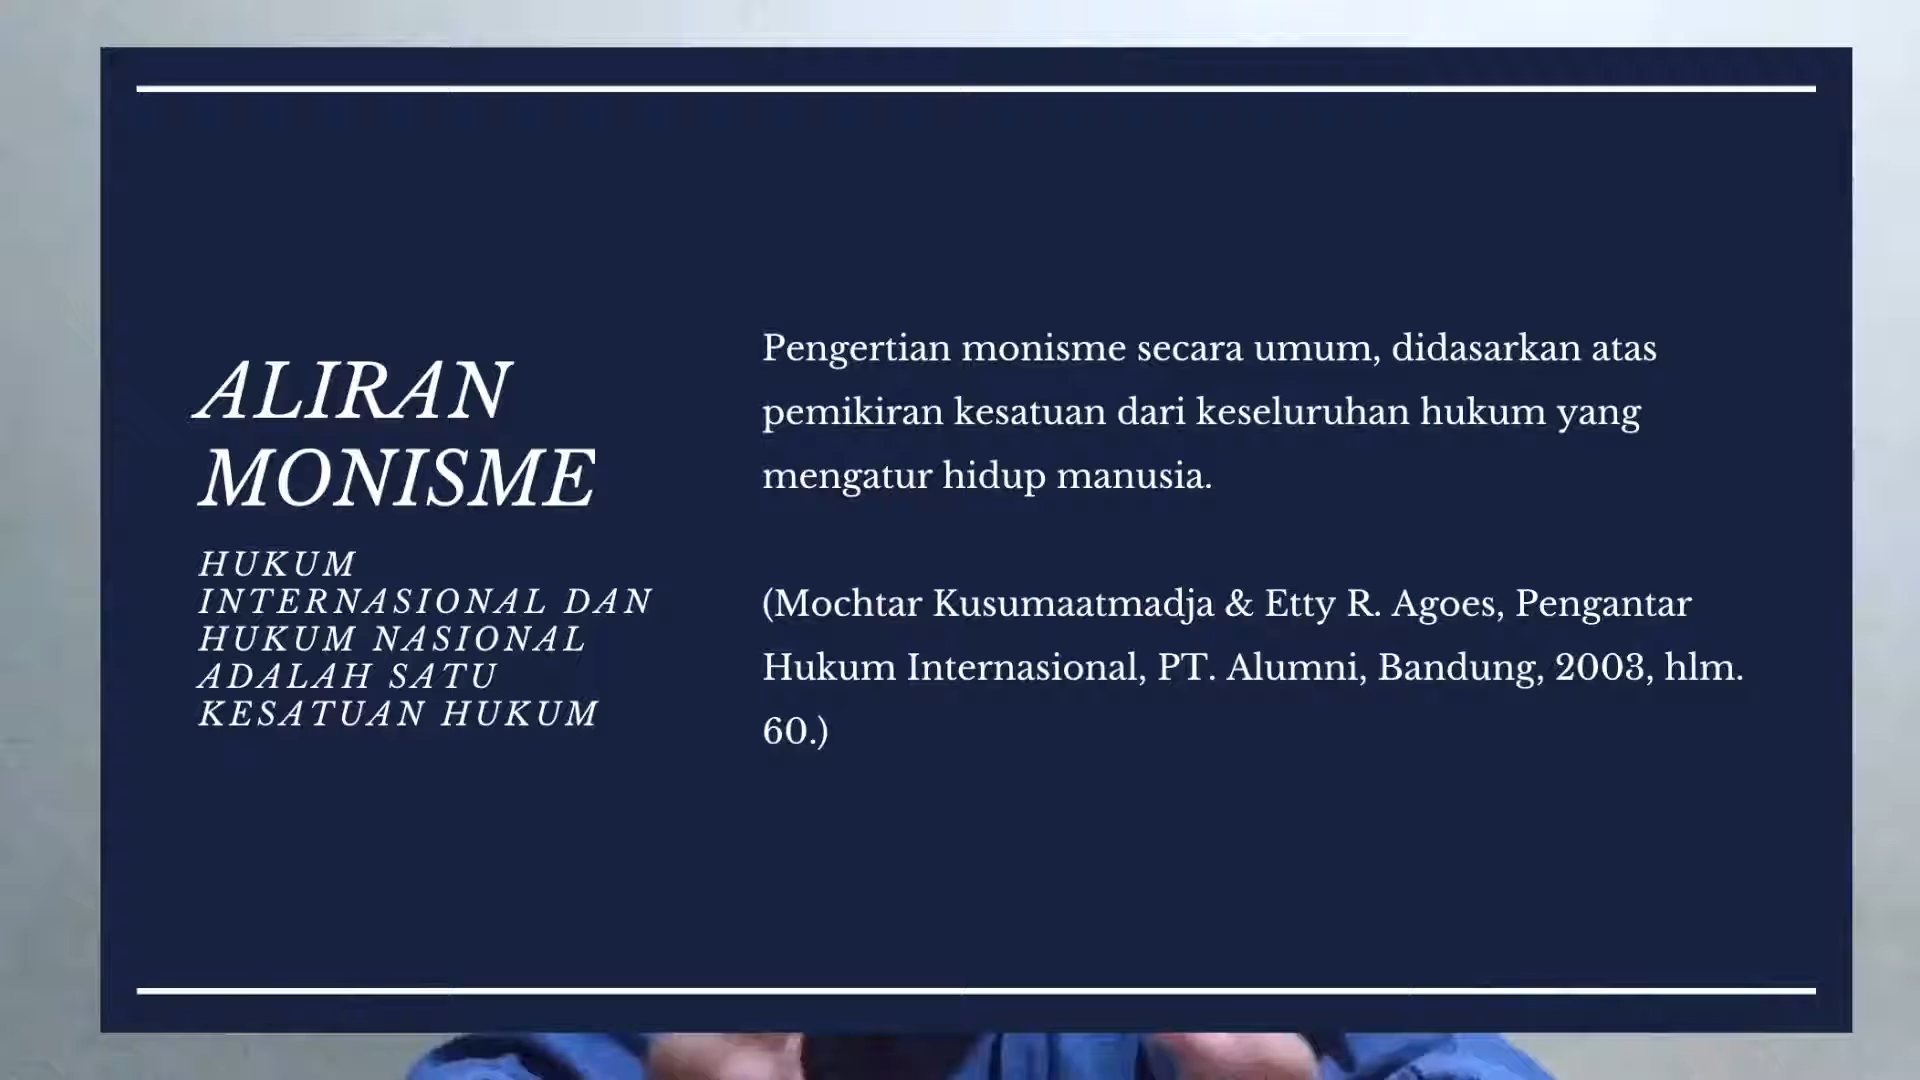 ALIRAN
MONISME
HUKUM
INTERNASIONAL DAN
HUKUM NASIONAL
ADALAH SATU
KESATUAN HUKUM
Pengertian monisme secara umum, didasarkan atas
pemikiran kesatuan dari keseluruhan hukum yang
mengatur hidup manusia.
(Mochtar Kusumaatmadja & Etty R. Agoes, Pengantar
Hukum Internasional, PT. Alumni, Bandung, 2003, hlm.
60.)